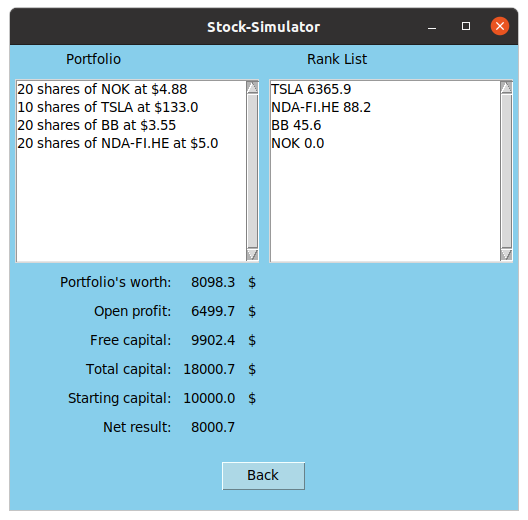 Stock-Simulator
Portfolio
Rank List
20 shares of NOK at $4.88
10 shares of TSLA at $133.0
20 shares of BB at $3.55
20 shares of NDA-FI.HE at $5.0
TSLA 6365.9
NDA-FI.HE 88.2
BB 45.6
NOK 0.0
Portfolio's worth: 8098.3 $
Open profit: 6499.7 $
Free capital: 9902.4 $
Total capital: 18000.7 $
Starting capital: 10000.0 $
Net result: 8000.7
Back